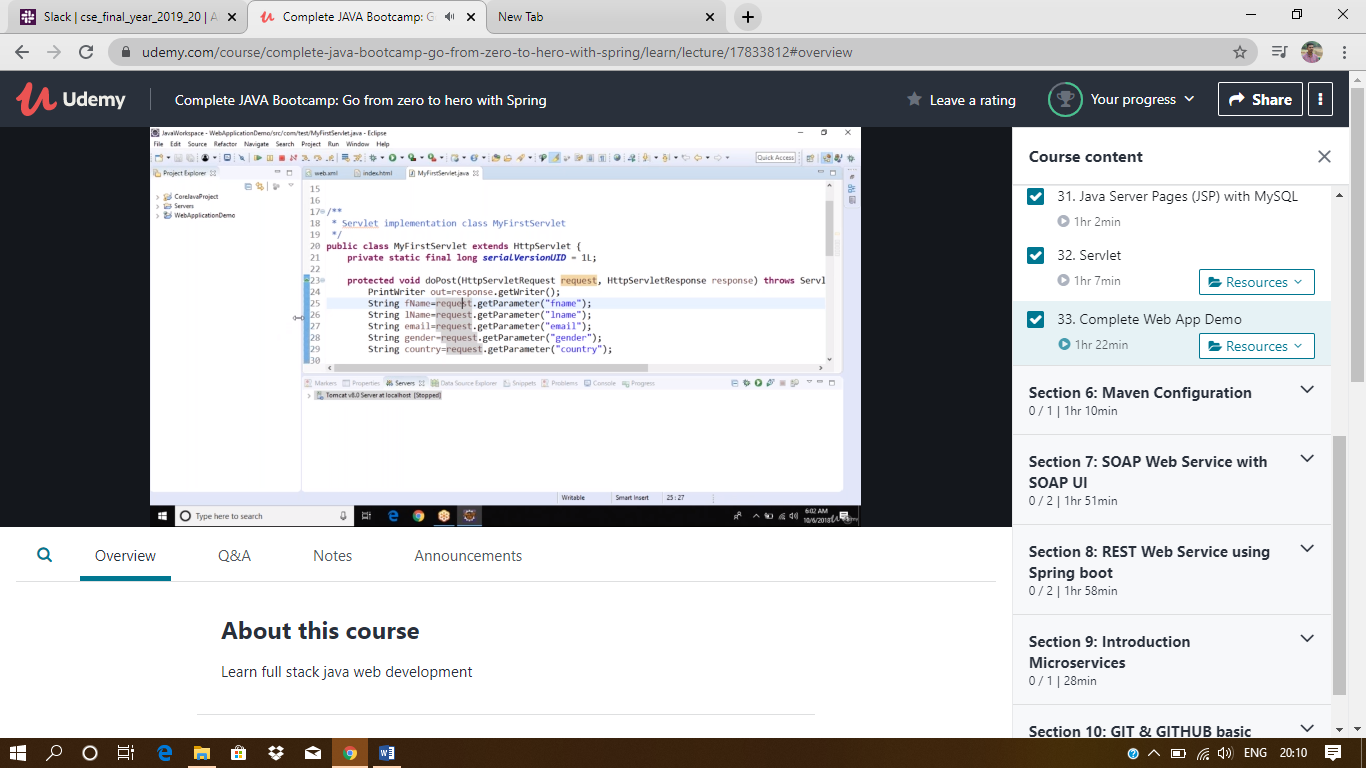 Slack | cse_final_year_2019_20 | A
Complete JAVA Bootcamp: G
New Tab
udemy.com/course/complete-java-bootcamp-go-from-zero-to-hero-with-spring/learn/lecture/17833812#overview
Udemy
Complete JAVA Bootcamp: Go from zero to hero with Spring
Leave a rating
Your progress
Share
JavaWorkspace - WebApplicationDemo/src/com/test/MyFirstServlet.java - Eclipse
File Edit Source Refactor Navigate Search Project Run Window Help
Quick Access
Project Explorer
web.xml
index.html
MyFirstServlet.java
CoreJavaProject
Servers
WebApplicationDemo
15
16
17 /**
18 * Servlet implementation class MyFirstServlet
19 */
20 public class MyFirstServlet extends HttpServlet {
21 private static final long serialVersionUID = 1L;
22
23 protected void doPost(HttpServletRequest request, HttpServletResponse response) throws Servl
24 PrintWriter out=response.getWriter();
25 String fName=request.getParameter("fname");
26 String lName=request.getParameter("lname");
27 String email=request.getParameter("email");
28 String gender=request.getParameter("gender");
29 String country=request.getParameter("country");
30
Markers Properties Servers Data Source Explorer Snippets Problems Console Progress
Tomcat v8.0 Server at localhost [Stopped]
Writable
Smart Insert
25 : 27
Type here to search
6:02 AM
10/6/2018
Course content
31. Java Server Pages (JSP) with MySQL
1hr 2min
32. Servlet
1hr 7min
Resources
33. Complete Web App Demo
1hr 22min
Resources
Section 6: Maven Configuration
0 / 1 | 1hr 10min
Section 7: SOAP Web Service with
SOAP UI
0 / 2 | 1hr 51min
Section 8: REST Web Service using
Spring boot
0 / 2 | 1hr 58min
Section 9: Introduction
Microservices
0 / 1 | 28min
Section 10: GIT & GITHUB basic
Overview
Q&A
Notes
Announcements
About this course
Learn full stack java web development
ENG
20:10